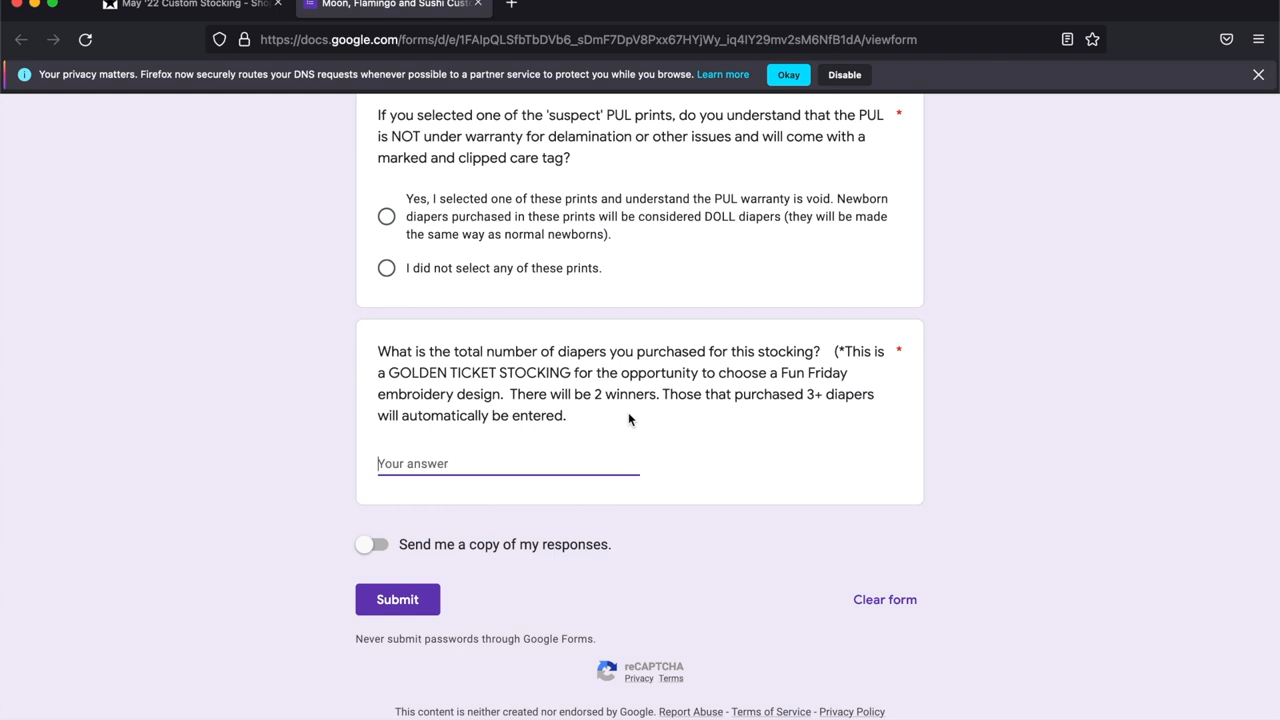 May '22 Custom Stocking - Sho
Moon, Flamingo and Sushi Cust
https://docs.google.com/forms/d/e/1FAIpQLSfbTbDVb6_sDmF7DpV8Pxx67HYjWy_iq4IY29mv2sM6NfB1dA/viewform
Your privacy matters. Firefox now securely routes your DNS requests whenever possible to a partner service to protect you while you browse. Learn more
Okay
Disable
If you selected one of the 'suspect' PUL prints, do you understand that the PUL *
is NOT under warranty for delamination or other issues and will come with a
marked and clipped care tag?
Yes, I selected one of these prints and understand the PUL warranty is void. Newborn
diapers purchased in these prints will be considered DOLL diapers (they will be made
the same way as normal newborns).
I did not select any of these prints.
What is the total number of diapers you purchased for this stocking? (*This is *
a GOLDEN TICKET STOCKING for the opportunity to choose a Fun Friday
embroidery design. There will be 2 winners. Those that purchased 3+ diapers
will automatically be entered.
Your answer
Send me a copy of my responses.
Submit
Clear form
Never submit passwords through Google Forms.
reCAPTCHA
Privacy Terms
This content is neither created nor endorsed by Google. Report Abuse - Terms of Service - Privacy Policy